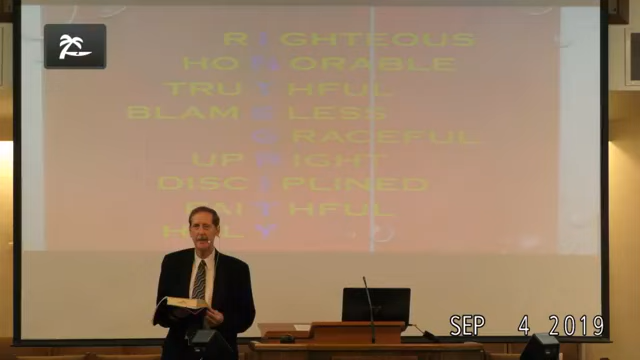 RIGHTEOUS
HONORABLE
TRUTHFUL
BLAMELESS
GRACEFUL
UPRIGHT
DISCIPLINED
FAITHFUL
HOLY
SEP 4 2019